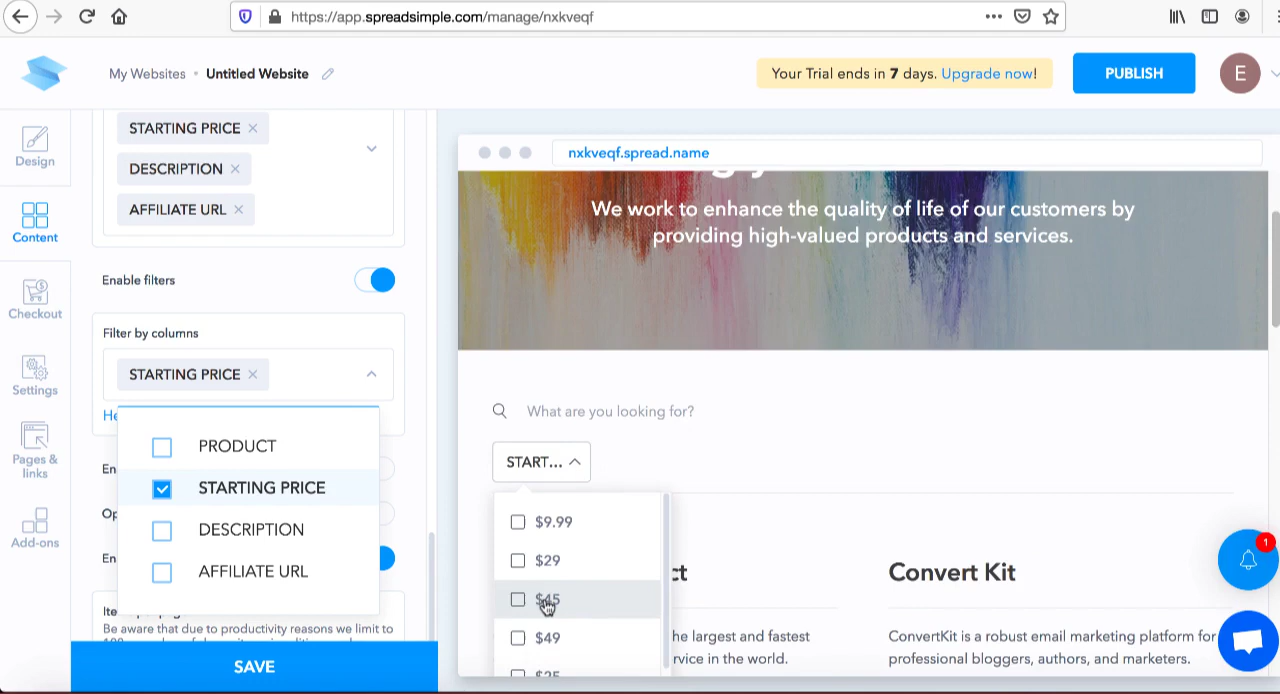 https://app.spreadsimple.com/manage/nxkveqf
My Websites • Untitled Website
Your Trial ends in 7 days. Upgrade now!
PUBLISH
E
Design
Content
Checkout
Settings
Pages &
links
Add-ons
STARTING PRICE ×
DESCRIPTION ×
AFFILIATE URL ×
Enable filters
Filter by columns
STARTING PRICE ×
He
PRODUCT
STARTING PRICE
DESCRIPTION
AFFILIATE URL
En
Op
En
Ite
Be aware that due to productivity reasons we limit to
SAVE
nxkveqf.spread.name
We work to enhance the quality of life of our customers by
providing high-valued products and services.
What are you looking for?
START...
$9.99
$29
$45
$49
ct
he largest and fastest
rvice in the world.
Convert Kit
ConvertKit is a robust email marketing platform for
professional bloggers, authors, and marketers.
1